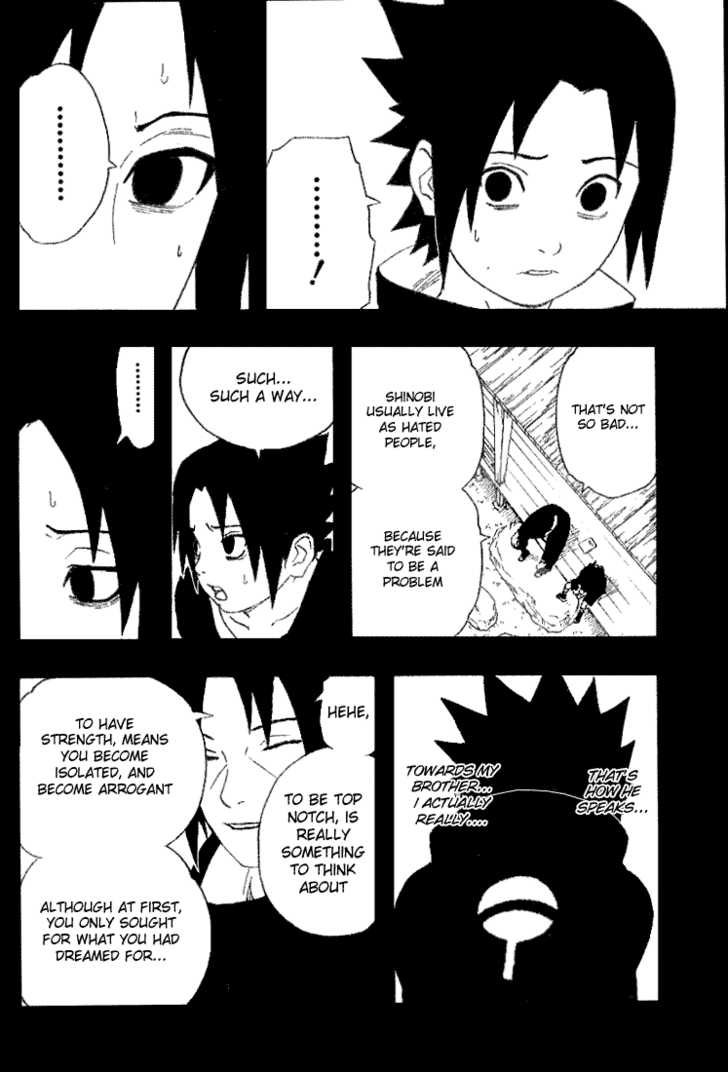 ........!
..........
THAT'S NOT
SO BAD...
SHINOBI
USUALLY LIVE
AS HATED
PEOPLE,
BECAUSE
THEY'RE SAID
TO BE A
PROBLEM
SUCH...
SUCH A WAY...
........
THAT'S
HOW HE
SPEAKS...
TOWARDS MY
BROTHER...
I ACTUALLY
REALLY....
HEHE,
TO BE TOP
NOTCH, IS
REALLY
SOMETHING
TO THINK
ABOUT
TO HAVE
STRENGTH, MEANS
YOU BECOME
ISOLATED, AND
BECOME ARROGANT
ALTHOUGH AT FIRST,
YOU ONLY SOUGHT
FOR WHAT YOU HAD
DREAMED FOR...